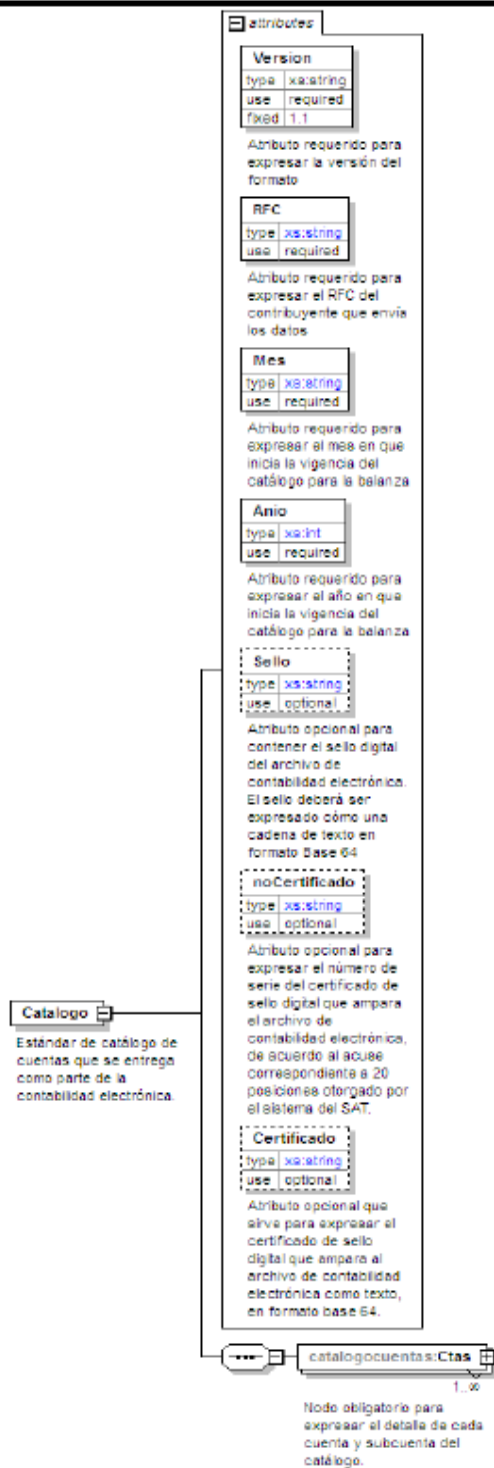 attributes
Version
type xs:string
use required
fixed 1.1
Atributo requerido para
expresar la versión del
formato
RFC
type xs:string
use required
Atributo requerido para
expresar el RFC del
contribuyente que envía
los datos
Mes
type xs:string
use required
Atributo requerido para
expresar el mes en que
inicia la vigencia del
catálogo para la balanza
Anio
type xs:int
use required
Atributo requerido para
expresar el año en que
inicia la vigencia del
catálogo para la balanza
Sello
type xs:string
use optional
Atributo opcional para
contener el sello digital
del archivo de
contabilidad electrónica.
El sello deberá ser
expresado cómo una
cadena de texto en
formato Base 64
noCertificado
type xs:string
use optional
Atributo opcional para
expresar el número de
serie del certificado de
sello digital que ampara
el archivo de
contabilidad electrónica,
de acuerdo al acuse
correspondiente a 20
posiciones otorgado por
el sistema del SAT.
Certificado
type xs:string
use optional
Atributo opcional que
sirve para expresar el
certificado de sello
digital que ampara al
archivo de contabilidad
electrónica como texto,
en formato base 64.
Catalogo
Estándar de catálogo de
cuentas que se entrega
como parte de la
contabilidad electrónica.
catalogocuentas:Ctas
1..∞
Nodo obligatorio para
expresar el detalle de cada
cuenta y subcuenta del
catálogo.